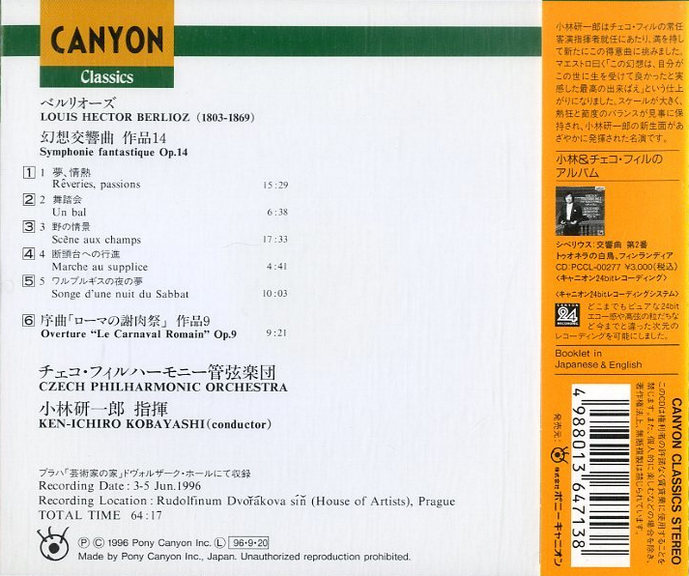 CANYON
Classics
ベルリオーズ
LOUIS HECTOR BERLIOZ (1803-1869)
幻想交響曲 作品14
Symphonie fantastique Op.14
1 1 夢、情熱
Rêveries, passions 15:29
2 2 舞踏会
Un bal 6:38
3 3 野の情景
Scène aux champs 17:33
4 4 断頭台への行進
Marche au supplice 4:41
5 5 ワルプルギスの夜の夢
Songe d'une nuit du Sabbat 10:03
6 序曲「ローマの謝肉祭」 作品9
Overture "Le Carnaval Romain" Op.9 9:21
チェコ・フィルハーモニー管弦楽団
CZECH PHILHARMONIC ORCHESTRA
小林研一郎 指揮
KEN-ICHIRO KOBAYASHI (conductor)
プラハ「芸術家の家」ドヴォルザーク・ホールにて収録
Recording Date : 3-5 Jun.1996
Recording Location : Rudolfinum Dvořákova síň (House of Artists), Prague
TOTAL TIME 64 : 17
Ⓟ Ⓒ 1996 Pony Canyon Inc. Ⓛ 96・9・20
Made by Pony Canyon Inc., Japan. Unauthorized reproduction prohibited.
小林研一郎はチェコ・フィルの常任
客演指揮者就任にあたり、満を持し
て新たにこの得意曲に挑みました。
マエストロ曰く「この幻想は、自分が
この世に生を受けて良かったと実
感した最高の出来ばえ」という仕上
がりになりました。スケールが大きく、
熱狂と節度のバランスが見事に保
持され、小林研一郎の新生面があ
ざやかに発揮された名演です。
小林&チェコ・フィルの
アルバム
シベリウス:交響曲 第2番
トゥオネラの白鳥、フィンランディア
CD:PCCL-00277 ¥3,000(税込)
<キャニオン24bitレコーディング>
<キャニオン24bitレコーディングシステム>
CANYON
24
どこまでもピュアな24bit
エコー感や高弦の粒だちな
ど今までと違った次元の
レコーディングを可能にしました。
Booklet in
Japanese & English
CANYON CLASSICS STEREO
このCDは権利者の許諾なく賃貸業に使用することを
禁じます。また、個人的に楽しむなどの場合を除き、
著作権法上、無断複製は禁じられています。
4988013647138
発売元:
株式会社 ポニーキャニオン